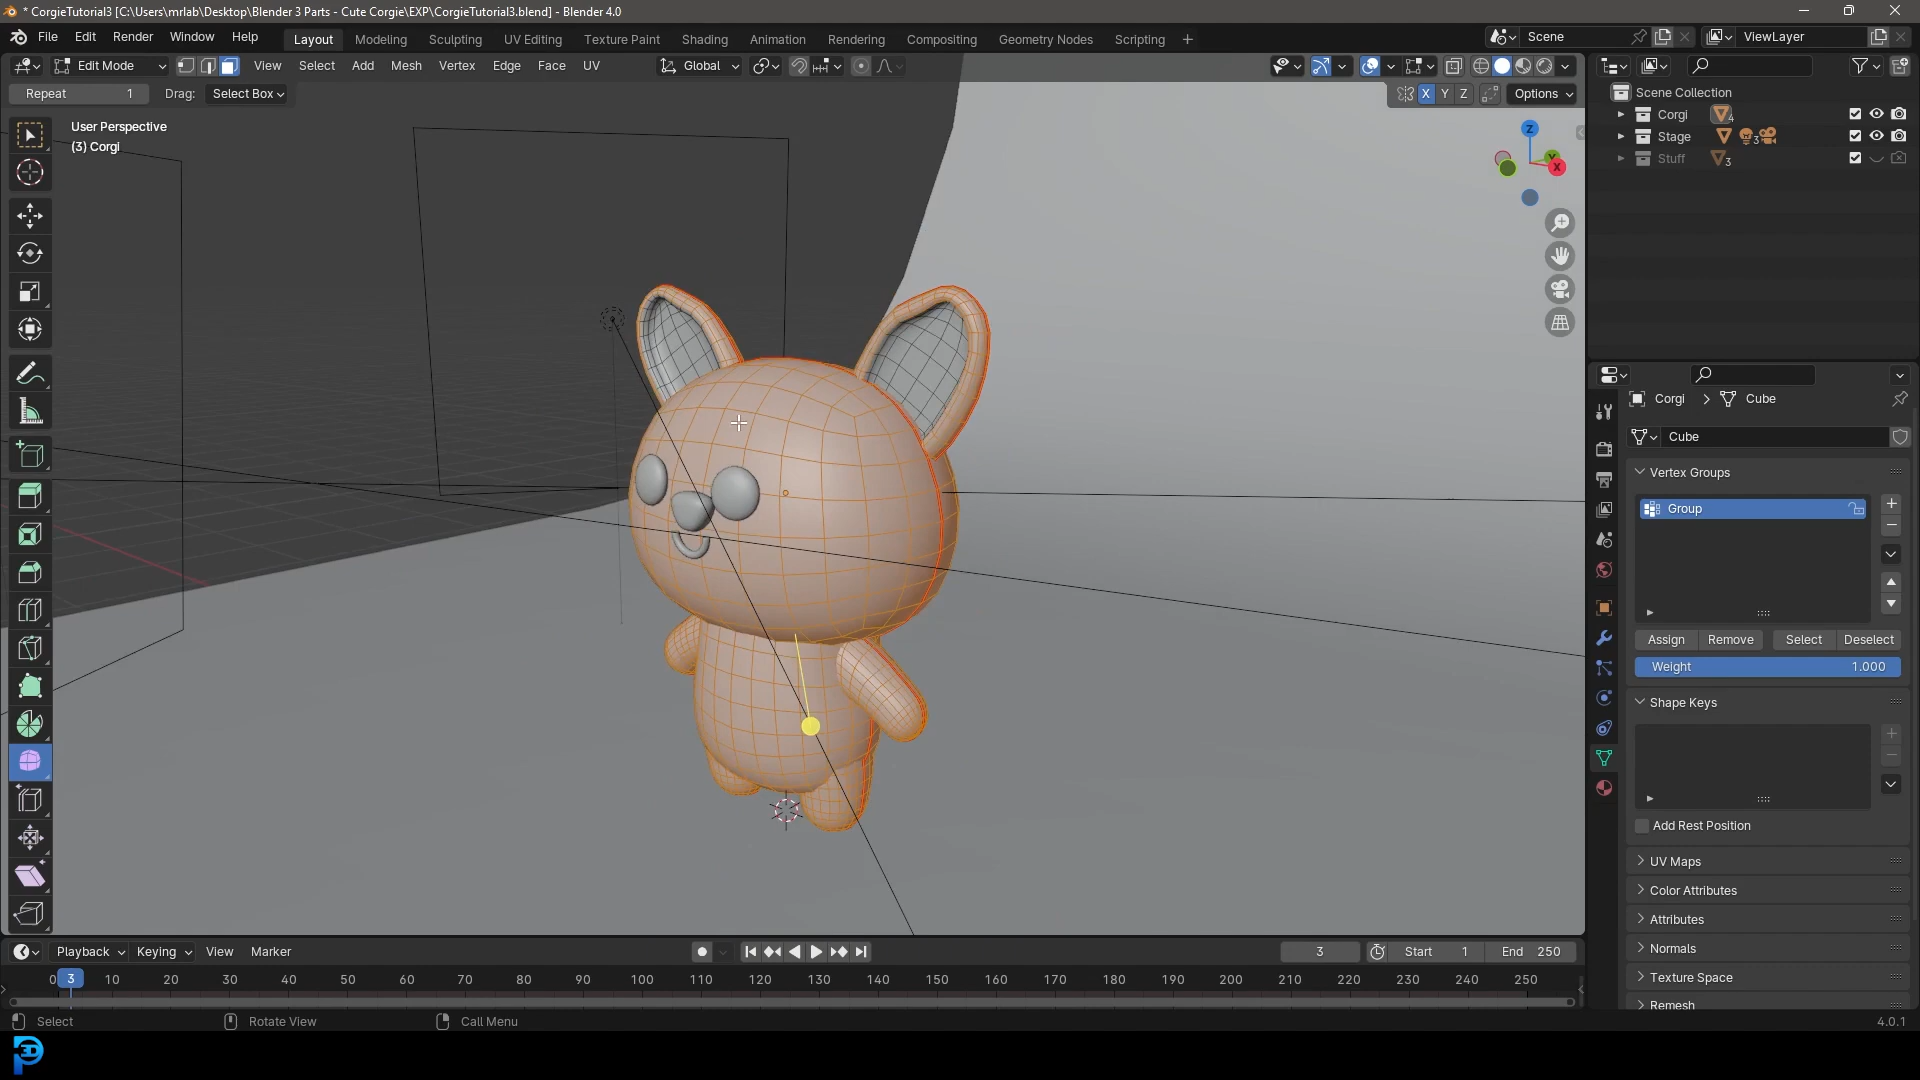 * CorgieTutorial3 [C:\Users\mrlab\Desktop\Blender 3 Parts - Cute Corgie\EXP\CorgieTutorial3.blend] - Blender 4.0
File Edit Render Window Help Layout Modeling Sculpting UV Editing Texture Paint Shading Animation Rendering Compositing Geometry Nodes Scripting + Scene ViewLayer
Edit Mode View Select Add Mesh Vertex Edge Face UV Global
Repeat 1 Drag: Select Box X Y Z Options
User Perspective
(3) Corgi
Z
Y
X
Scene Collection
Corgi 4
Stage 3
Stuff 3
Corgi > Cube
Cube
Vertex Groups
Group
Assign Remove Select Deselect
Weight 1.000
Shape Keys
Add Rest Position
UV Maps
Color Attributes
Attributes
Normals
Texture Space
Remesh
Playback Keying View Marker 3 Start 1 End 250
0 3 10 20 30 40 50 60 70 80 90 100 110 120 130 140 150 160 170 180 190 200 210 220 230 240 250
Select Rotate View Call Menu 4.0.1
P3D